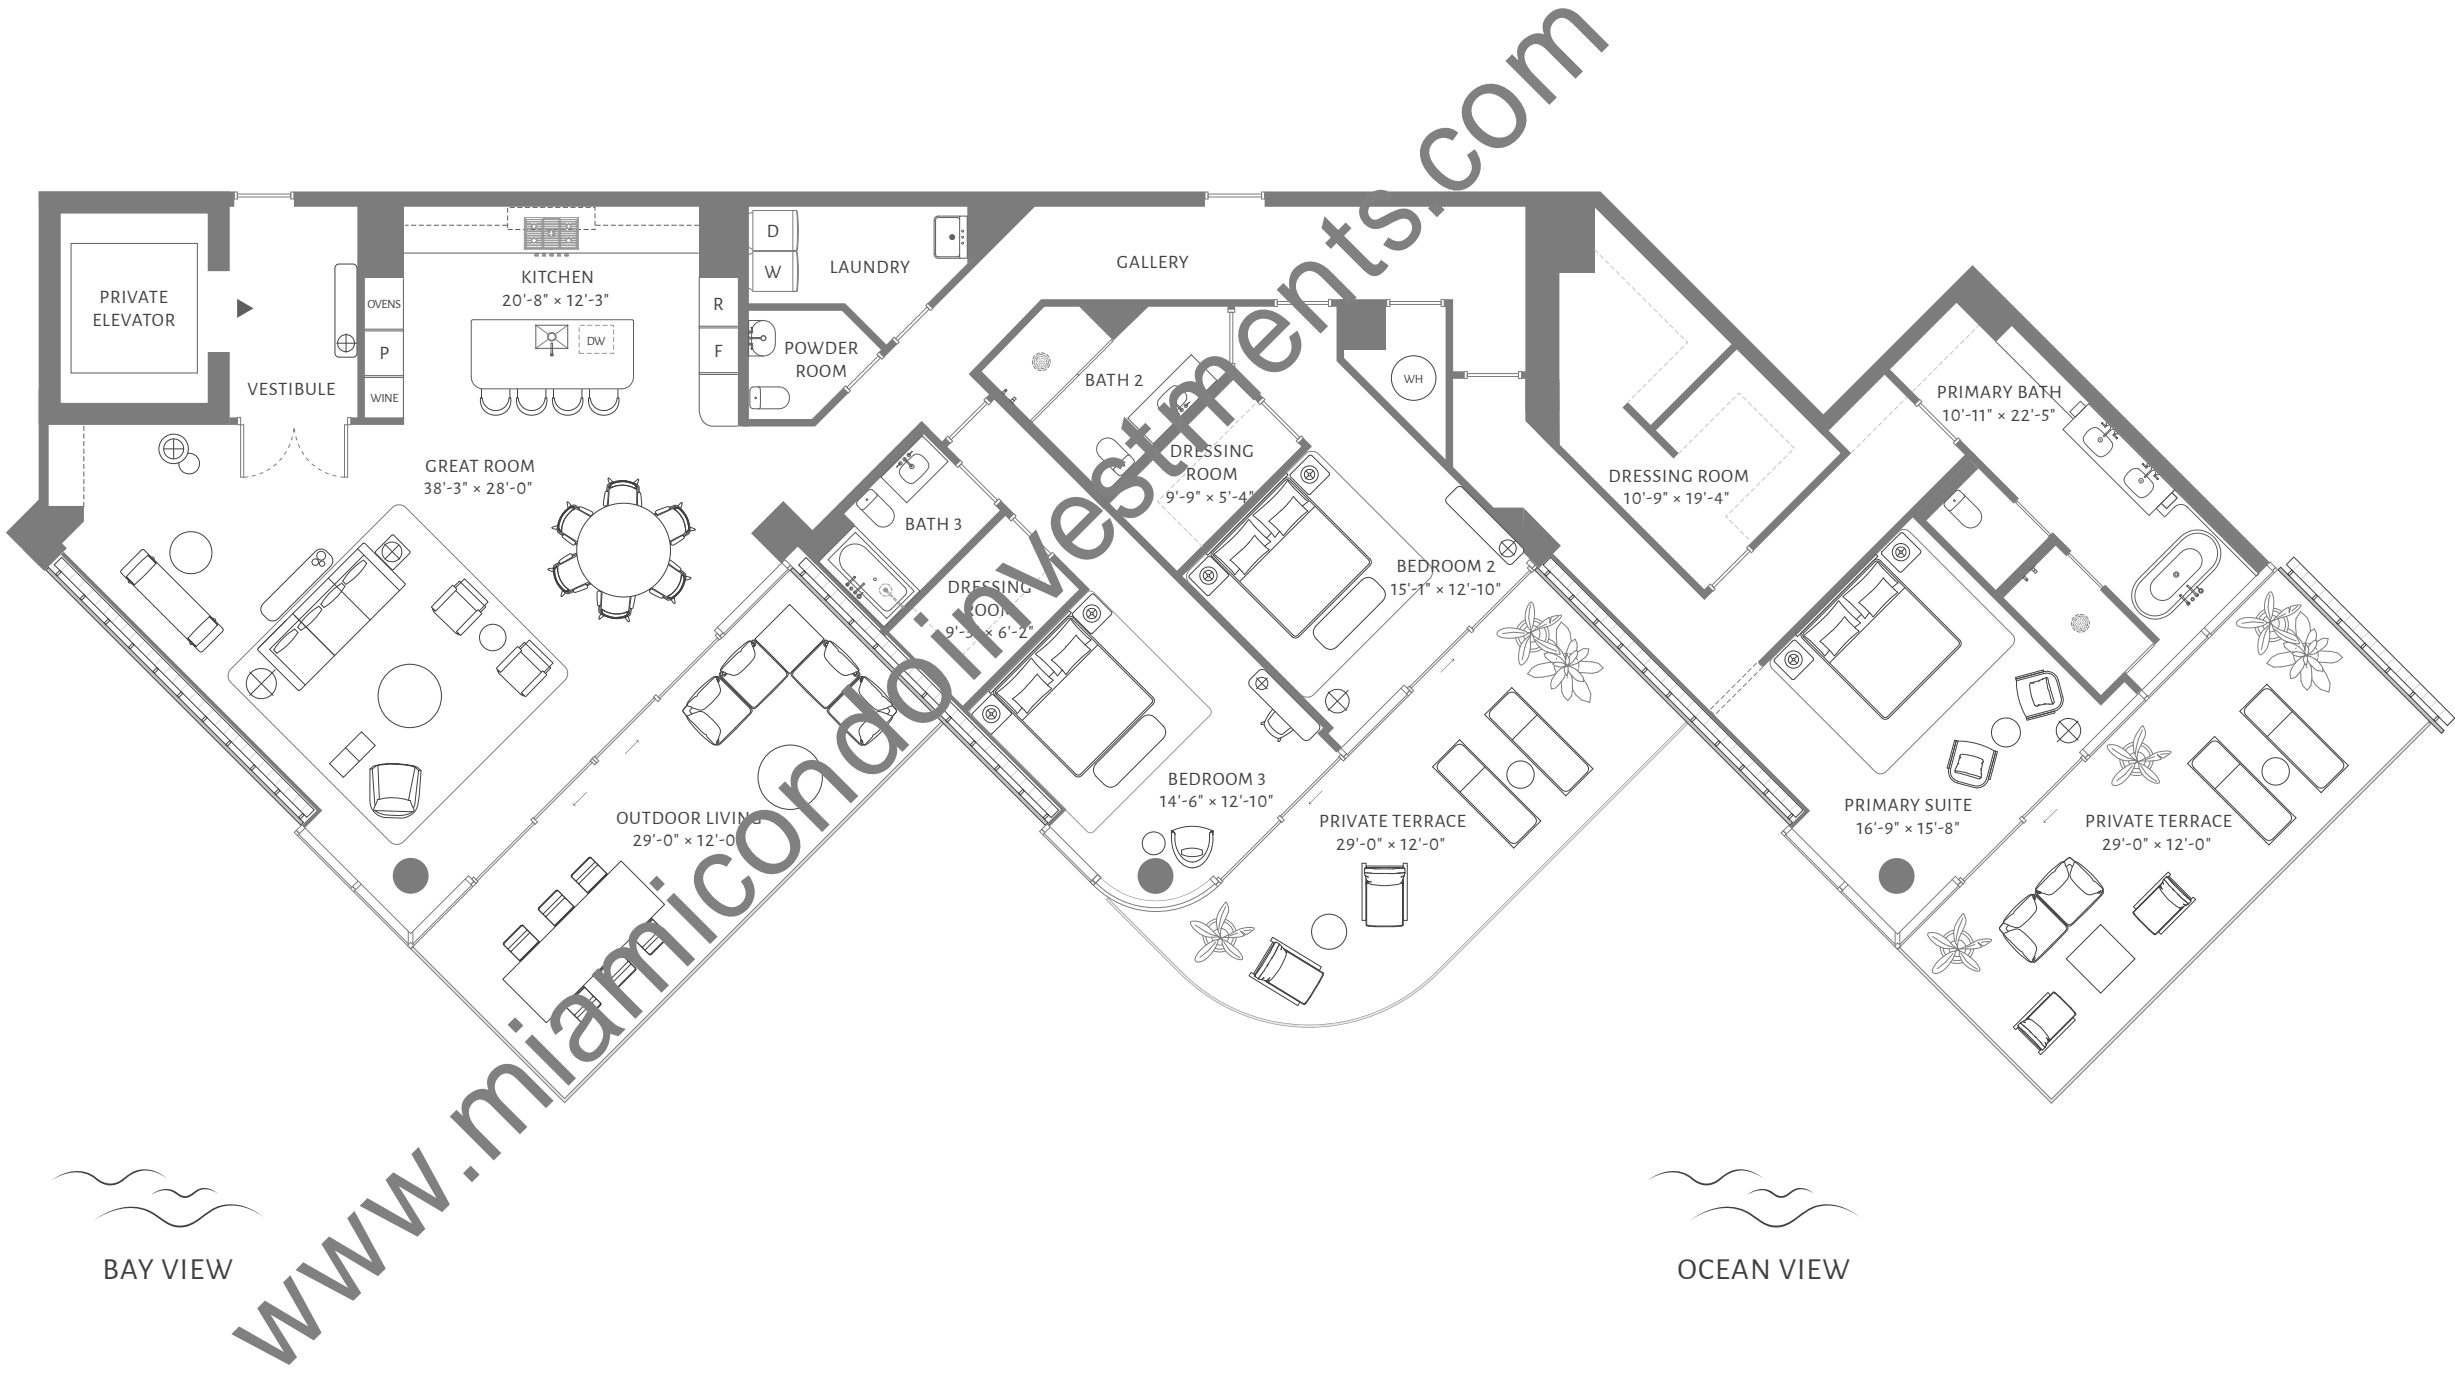 www.miamicondoinvestments.com
PRIVATE
ELEVATOR
VESTIBULE
OVENS
P
WINE
KITCHEN
20'-8" × 12'-3"
DW
R
F
D
W
LAUNDRY
POWDER
ROOM
GALLERY
GREAT ROOM
38'-3" × 28'-0"
BATH 2
WH
DRESSING
ROOM
9'-9" × 5'-4"
BATH 3
DRESSING
ROOM
× 6'-2"
BEDROOM 2
15'-1" × 12'-10"
DRESSING ROOM
10'-9" × 19'-4"
PRIMARY BATH
10'-11" × 22'-5"
OUTDOOR LIVING
29'-0" × 12'-0"
BEDROOM 3
14'-6" × 12'-10"
PRIVATE TERRACE
29'-0" × 12'-0"
PRIMARY SUITE
16'-9" × 15'-8"
PRIVATE TERRACE
29'-0" × 12'-0"
BAY VIEW
OCEAN VIEW